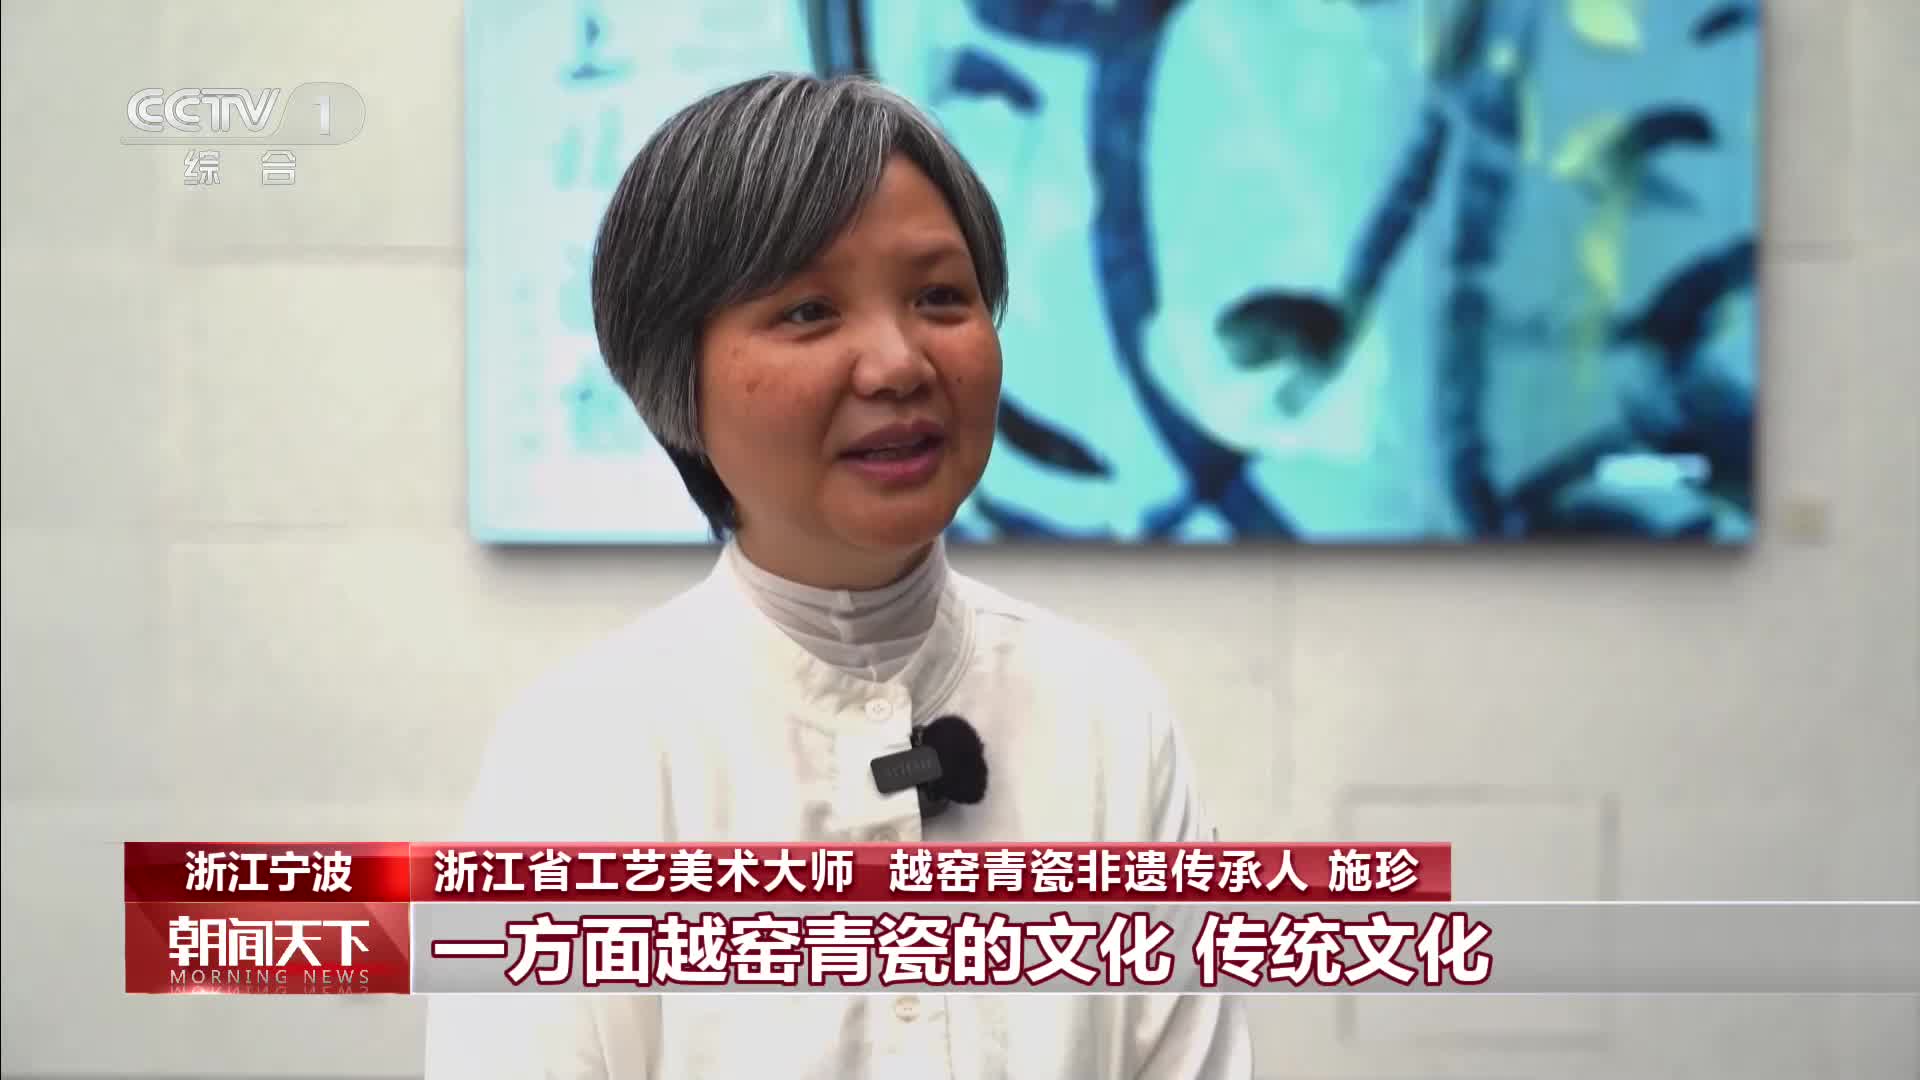 CCTV 1
综合
浙江宁波
浙江省工艺美术大师 越窑青瓷非遗传承人 施珍
朝闻天下
MORNING NEWS
一方面越窑青瓷的文化 传统文化